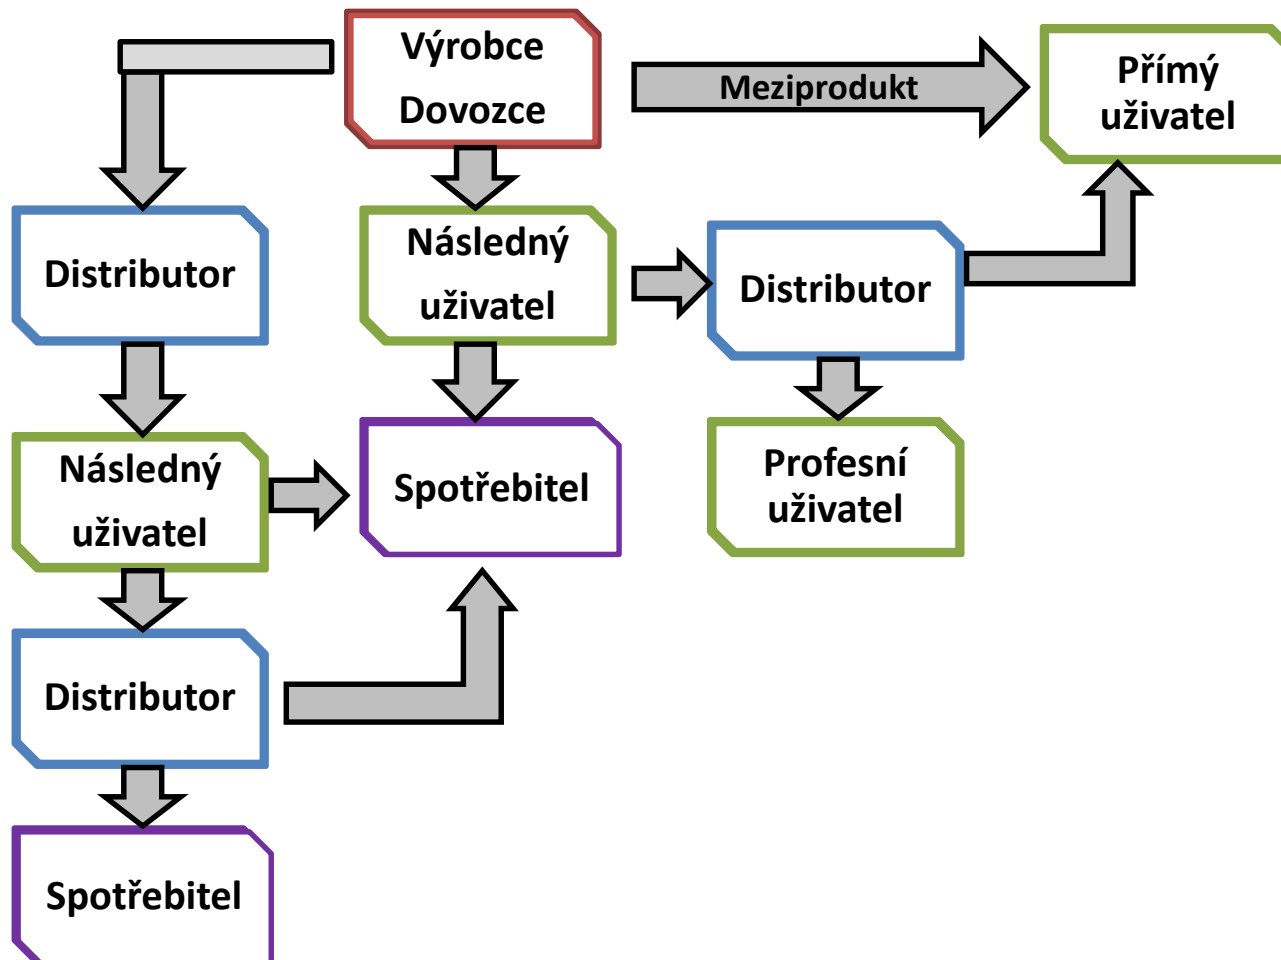 Výrobce
Dovozce
Meziprodukt
Přímý
uživatel
Distributor
Následný
uživatel
Distributor
Následný
uživatel
Spotřebitel
Profesní
uživatel
Distributor
Spotřebitel